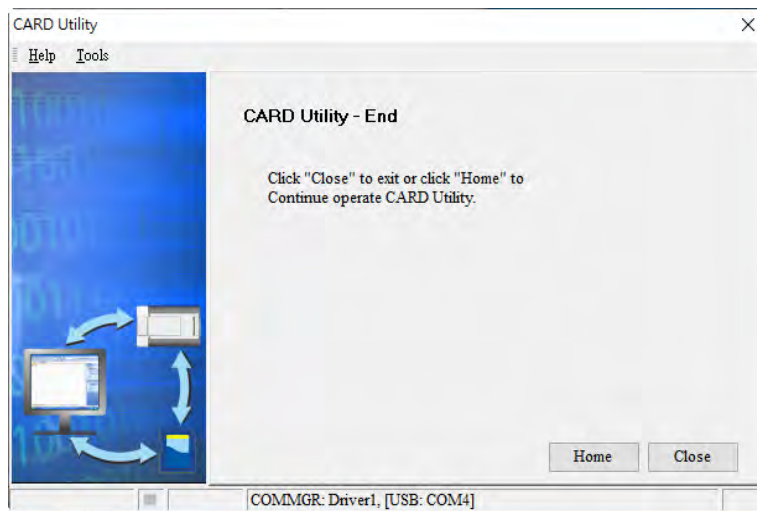 CARD Utility
Help Tools
CARD Utility - End
Click "Close" to exit or click "Home" to
Continue operate CARD Utility.
Home Close
COMMGR: Driver1, [USB: COM4]